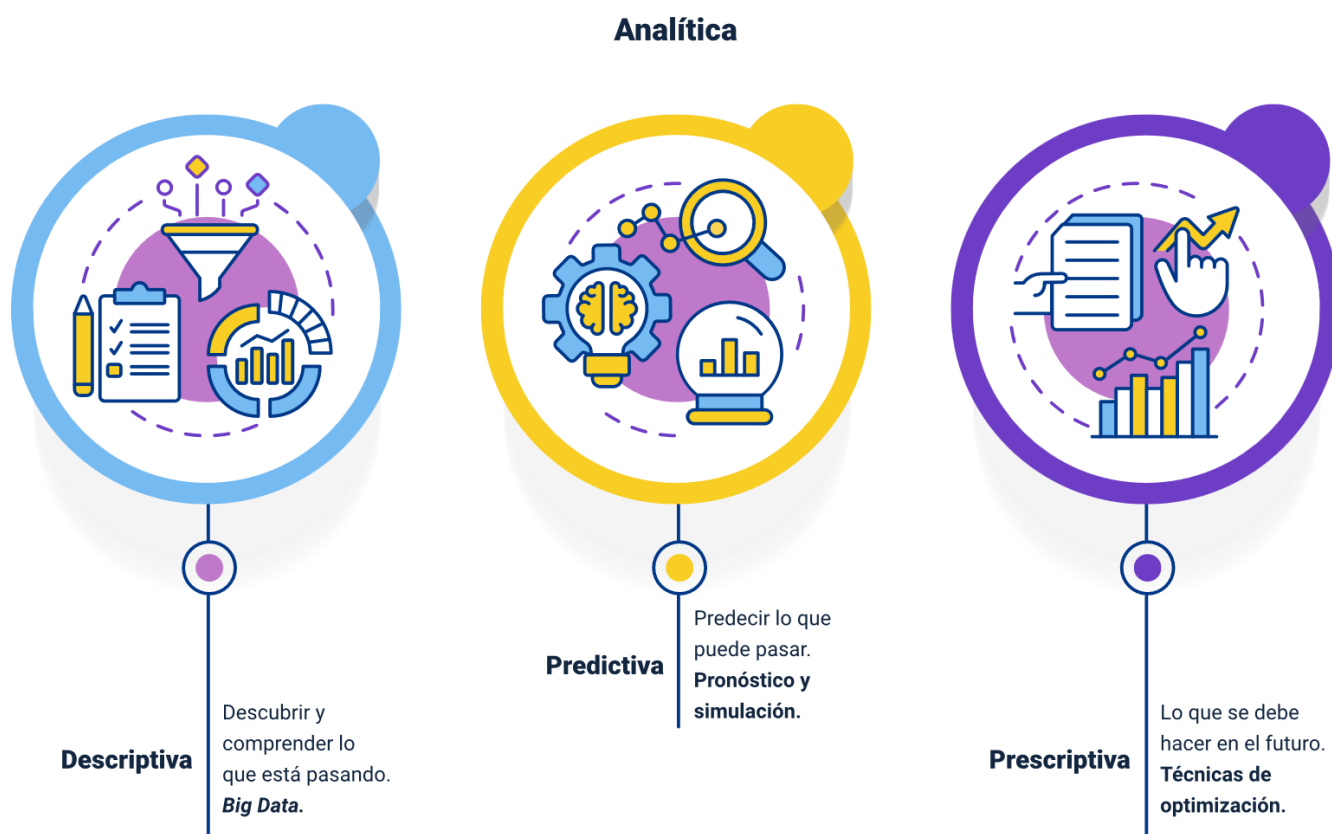 Analítica
Descriptiva
Descubrir y
comprender lo
que está pasando.
Big Data.
Predictiva
Predecir lo que
puede pasar.
Pronóstico y
simulación.
Prescriptiva
Lo que se debe
hacer en el futuro.
Técnicas de
optimización.